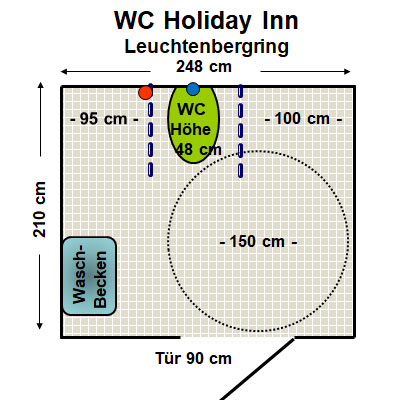 WC Holiday Inn
Leuchtenbergring
248 cm
- 95 cm -
WC
Höhe
48 cm
- 100 cm -
210 cm
- 150 cm -
Wasch-
Becken
Tür 90 cm